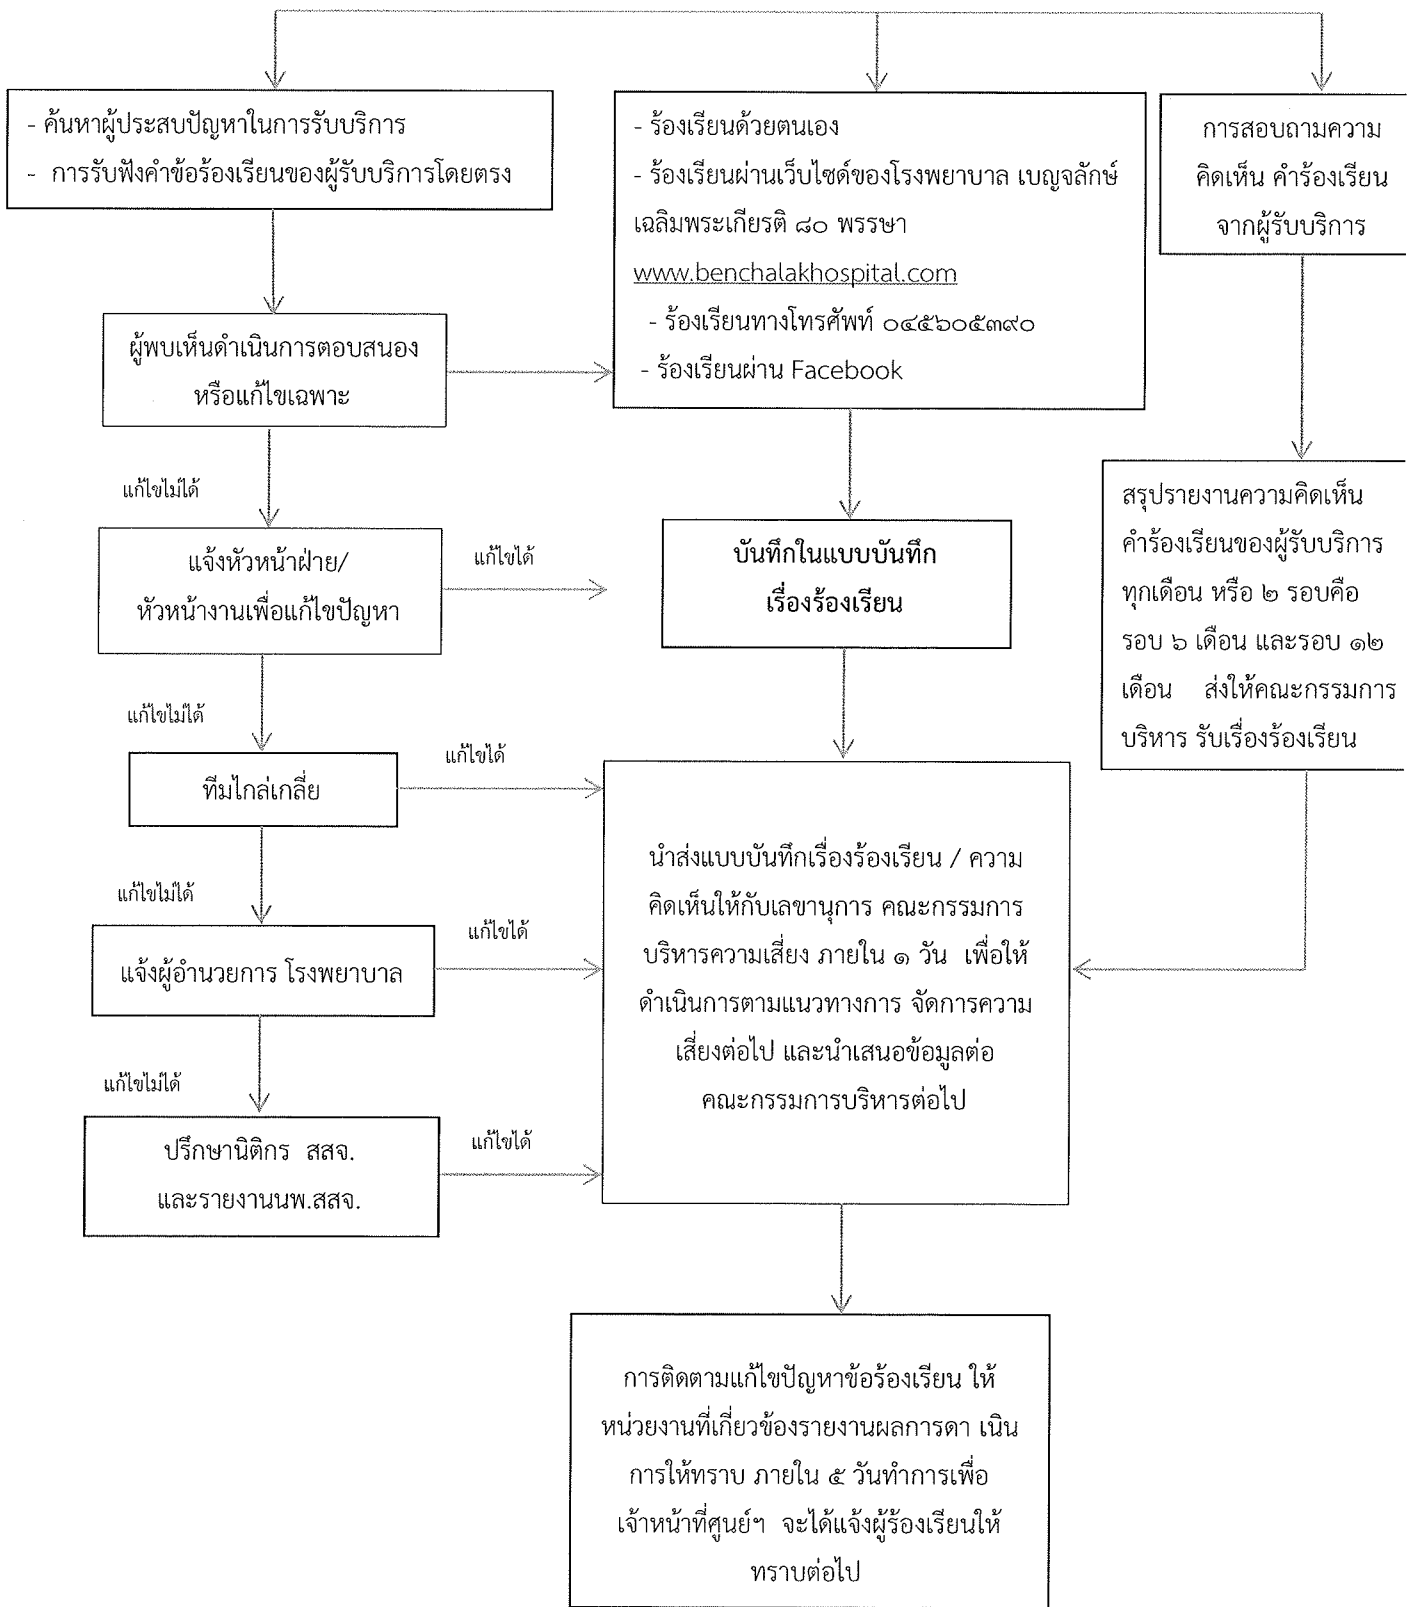 - ค้นหาผู้ประสบปัญหาในการรับบริการ
- การรับฟังคำข้อร้องเรียนของผู้รับบริการโดยตรง
- ร้องเรียนด้วยตนเอง
- ร้องเรียนผ่านเว็บไซด์ของโรงพยาบาล เบญจลักษ์
เฉลิมพระเกียรติ ๘๐ พรรษา
www.benchalakhospital.com
- ร้องเรียนทางโทรศัพท์ ๐๔๕๖๐๕๓๙๐
- ร้องเรียนผ่าน Facebook
การสอบถามความ
คิดเห็น คำร้องเรียน
จากผู้รับบริการ
ผู้พบเห็นดำเนินการตอบสนอง
หรือแก้ไขเฉพาะ
แก้ไขไม่ได้
แจ้งหัวหน้าฝ่าย/
หัวหน้างานเพื่อแก้ไขปัญหา
แก้ไขได้
บันทึกในแบบบันทึก
เรื่องร้องเรียน
สรุปรายงานความคิดเห็น
คำร้องเรียนของผู้รับบริการ
ทุกเดือน หรือ ๒ รอบคือ
รอบ ๖ เดือน และรอบ ๑๒
เดือน ส่งให้คณะกรรมการ
บริหาร รับเรื่องร้องเรียน
แก้ไขไม่ได้
ทีมไกล่เกลี่ย
แก้ไขได้
แก้ไขไม่ได้
แจ้งผู้อำนวยการ โรงพยาบาล
แก้ไขได้
แก้ไขไม่ได้
ปรึกษานิติกร สสจ.
และรายงานนพ.สสจ.
แก้ไขได้
นำส่งแบบบันทึกเรื่องร้องเรียน / ความ
คิดเห็นให้กับเลขานุการ คณะกรรมการ
บริหารความเสี่ยง ภายใน ๑ วัน เพื่อให้
ดำเนินการตามแนวทางการ จัดการความ
เสี่ยงต่อไป และนำเสนอข้อมูลต่อ
คณะกรรมการบริหารต่อไป
การติดตามแก้ไขปัญหาข้อร้องเรียน ให้
หน่วยงานที่เกี่ยวข้องรายงานผลการดา เนิน
การให้ทราบ ภายใน ๕ วันทำการเพื่อ
เจ้าหน้าที่ศูนย์ฯ จะได้แจ้งผู้ร้องเรียนให้
ทราบต่อไป